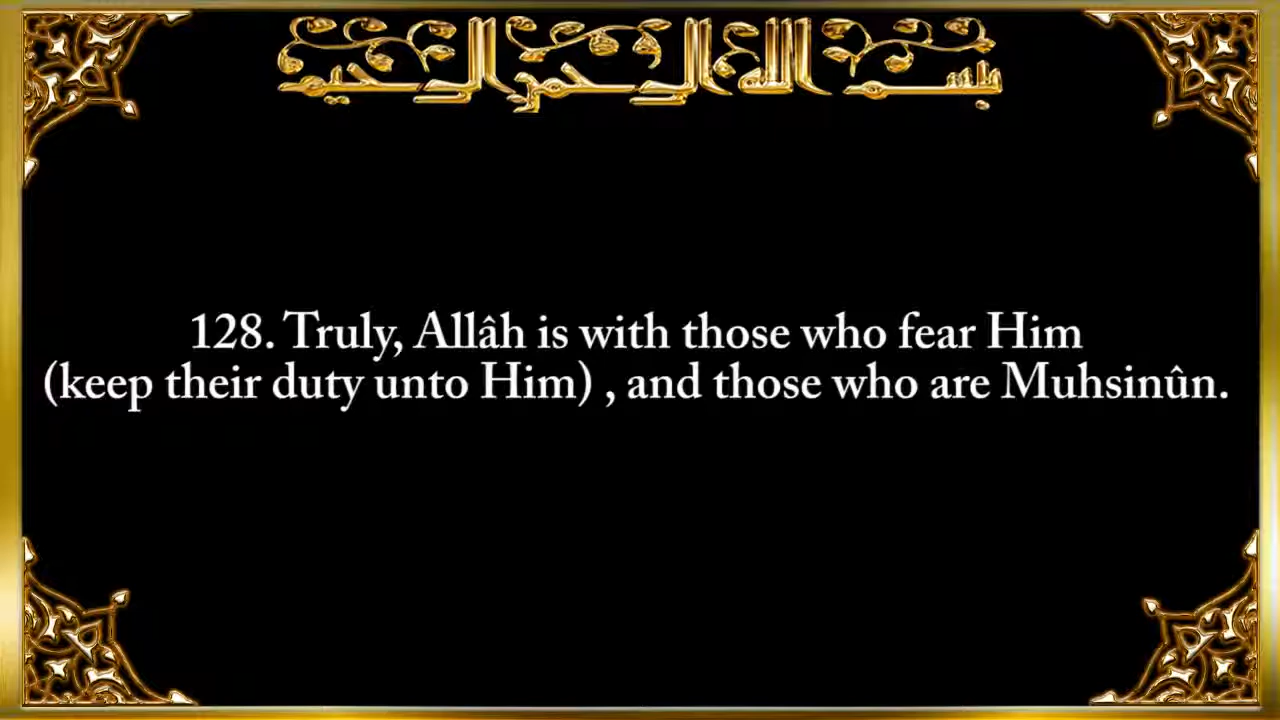 بسم الله الرحمن الرحيم
128. Truly, Allâh is with those who fear Him
(keep their duty unto Him) , and those who are Muhsinûn.